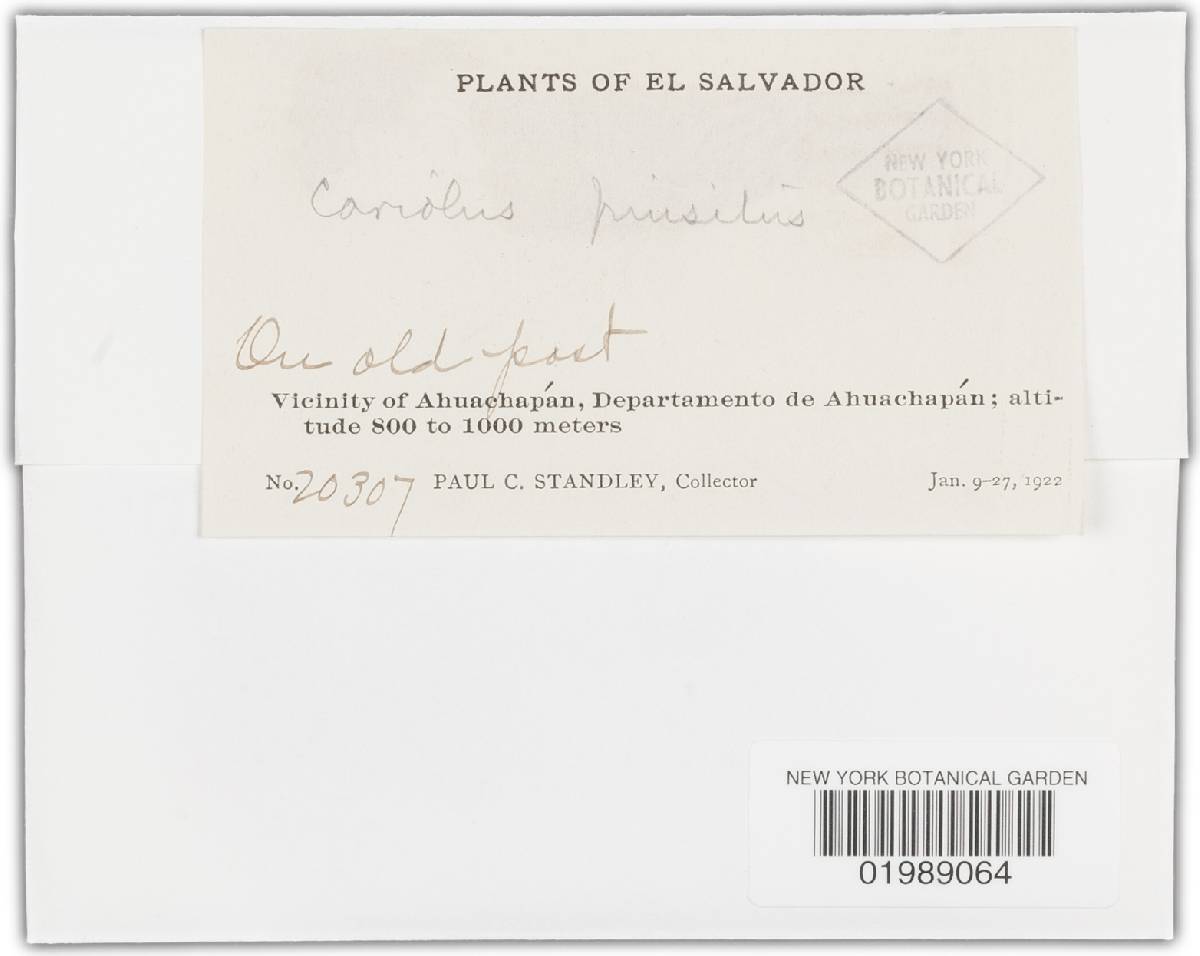 PLANTS OF EL SALVADOR
NEW YORK
BOTANICAL
GARDEN
Coriolus pinsitus
On old post
Vicinity of Ahuachapán, Departamento de Ahuachapán; alti-
tude 800 to 1000 meters
No. 20307 PAUL C. STANDLEY, Collector Jan. 9-27, 1922
NEW YORK BOTANICAL GARDEN
01989064